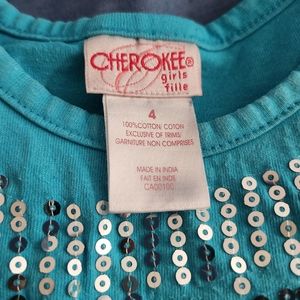 CHEROKEE®
girls
fille
4
100%COTTON COTON
EXCLUSIVE OF TRIMS/
GARNITURE NON COMPRISES
MADE IN INDIA
FAIT EN INDE
CA00100